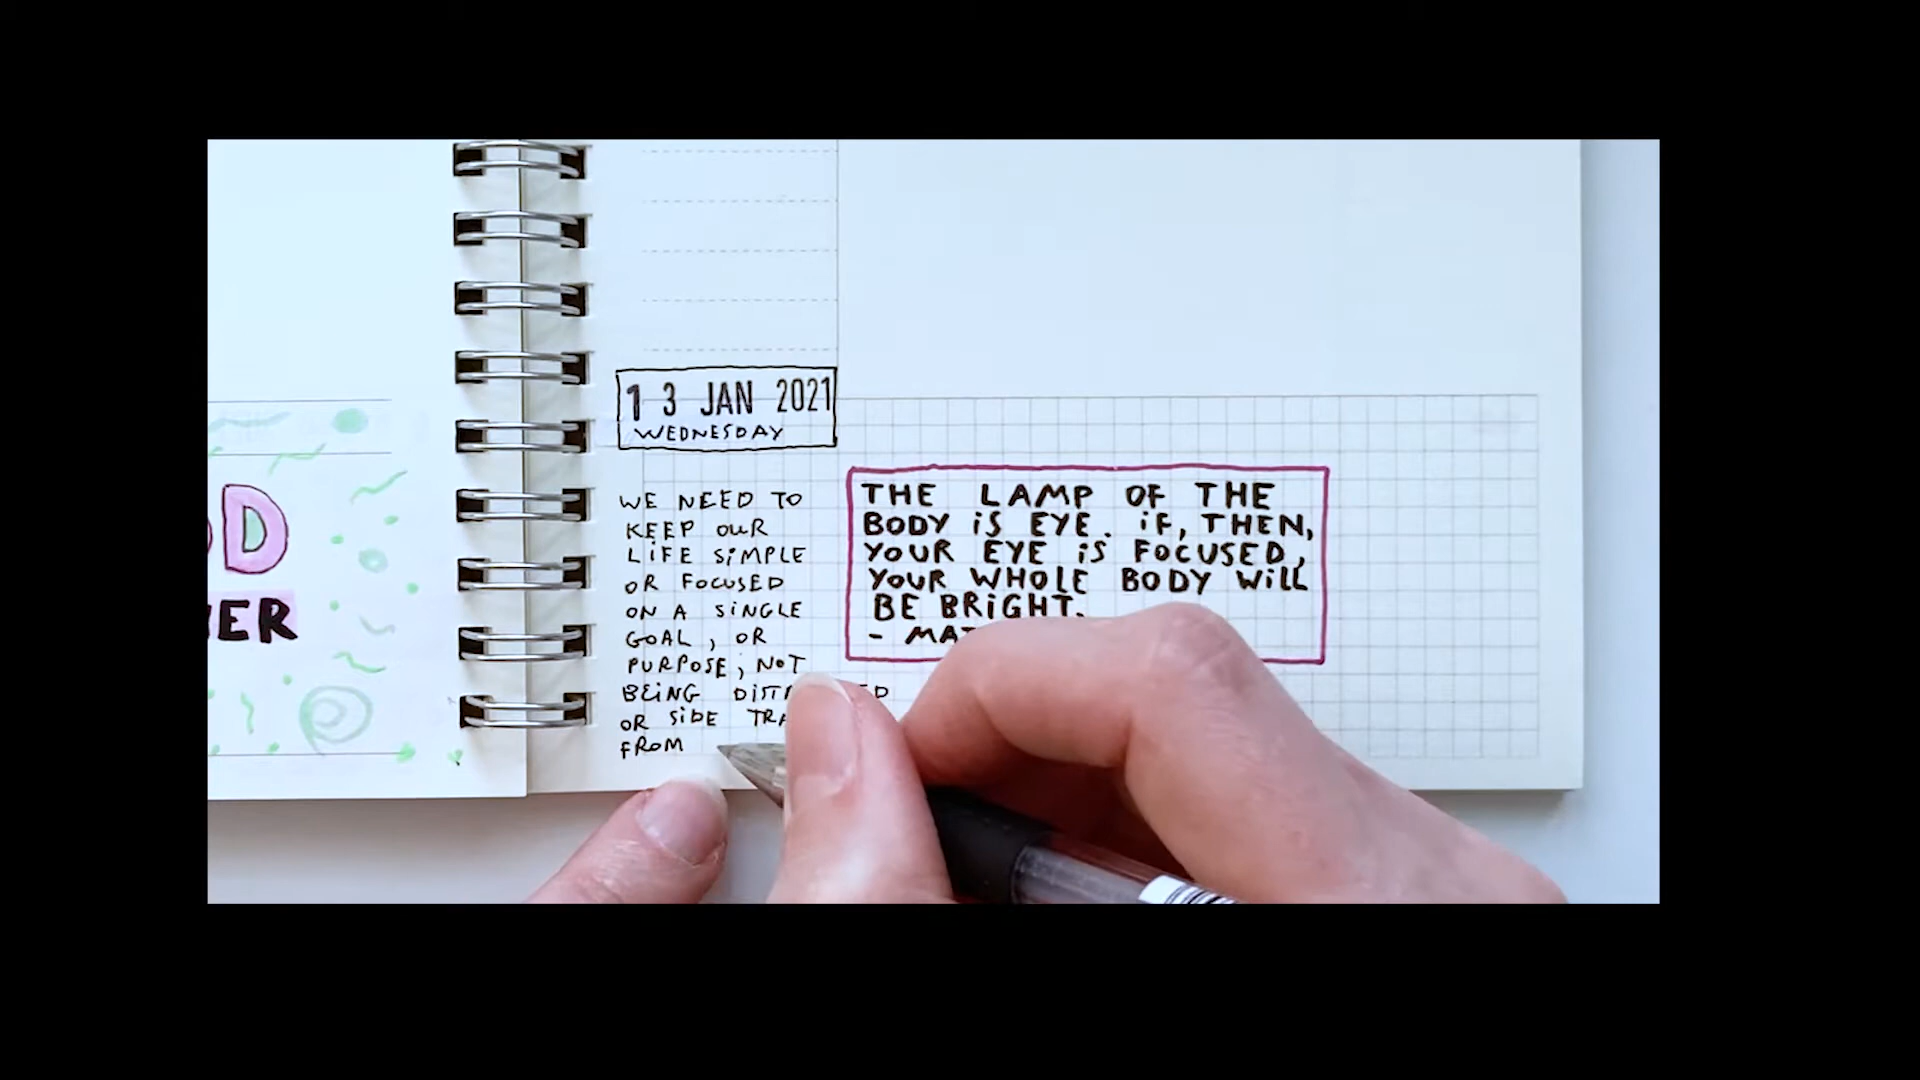 13 JAN 2021
WEDNESDAY
WE NEED TO
KEEP OUR
LIFE SIMPLE
OR FOCUSED
ON A SINGLE
GOAL, OR
PURPOSE; NOT
BEING
OR SIDE
FROM
THE LAMP OF THE
BODY IS EYE. IF, THEN,
YOUR EYE IS FOCUSED,
YOUR WHOLE BODY WILL
BE BRIGHT.